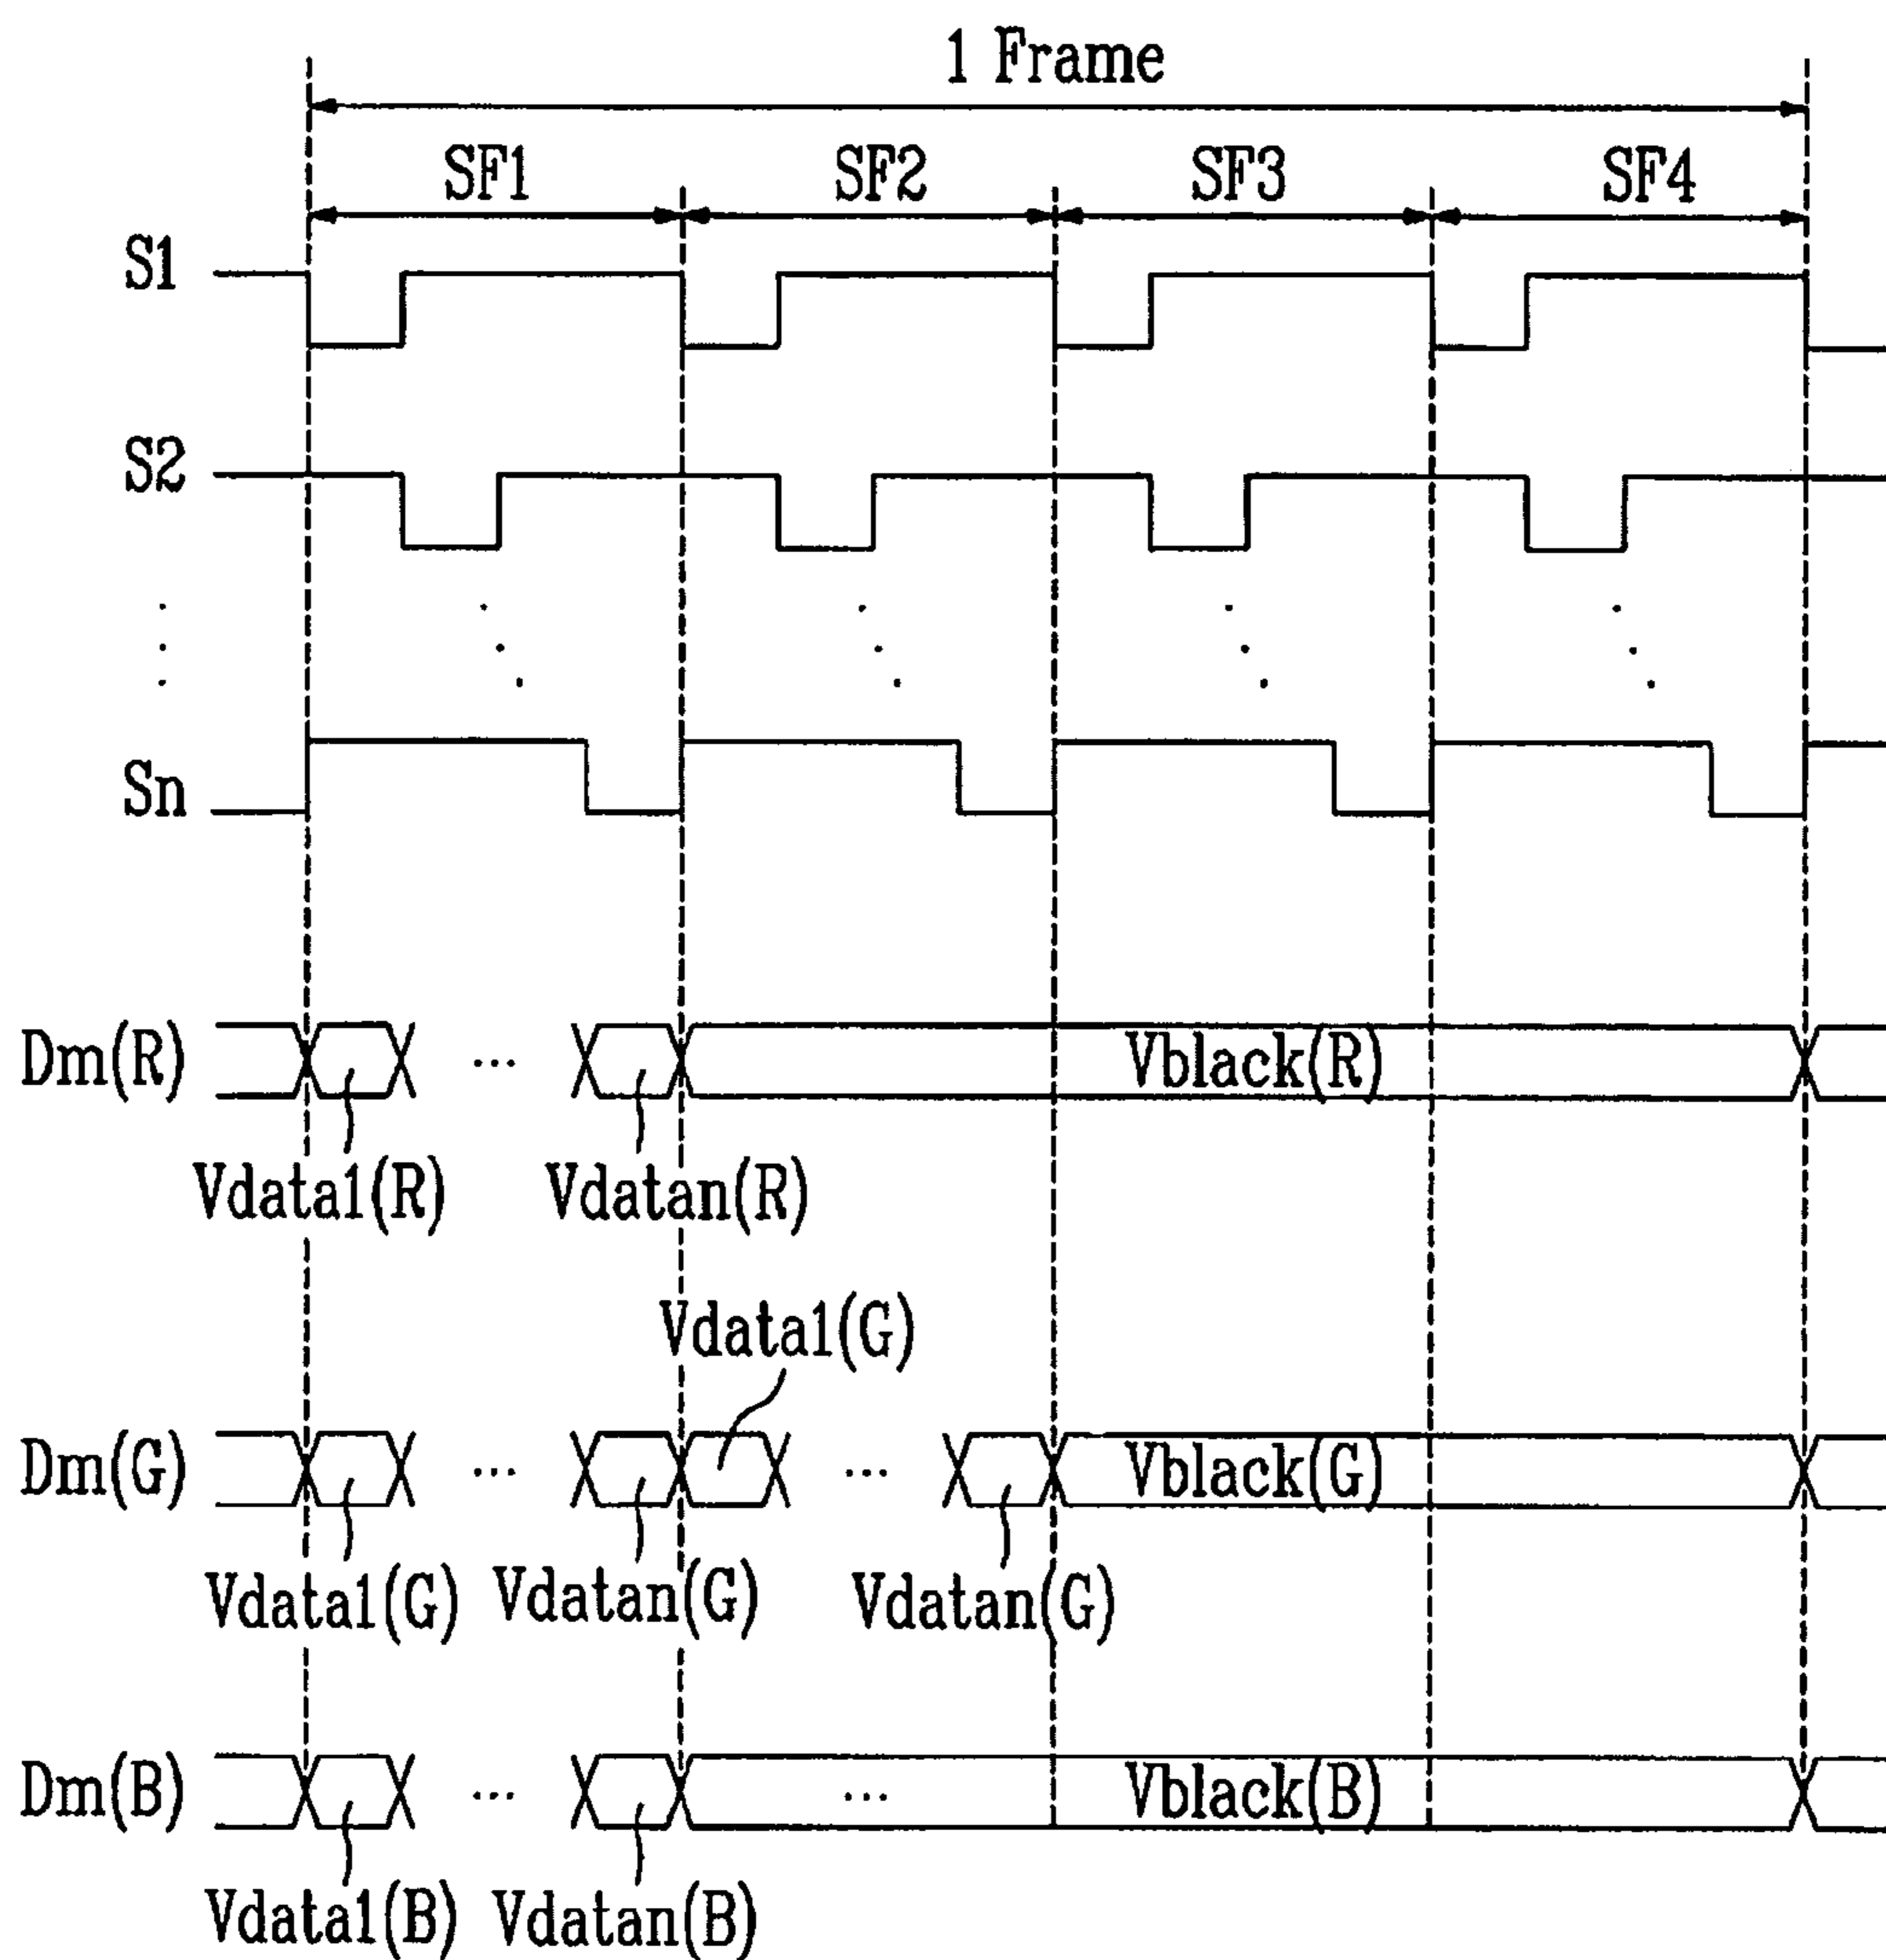 1 Frame
SF1 SF2 SF3 SF4
S1
S2
Sn
Dm(R) ... Vblack(R)
Vdata1(R) Vdatan(R)
Vdata1(G)
Dm(G) ... ... Vblack(G)
Vdata1(G) Vdatan(G) Vdatan(G)
Dm(B) ... ... Vblack(B)
Vdata1(B) Vdatan(B)